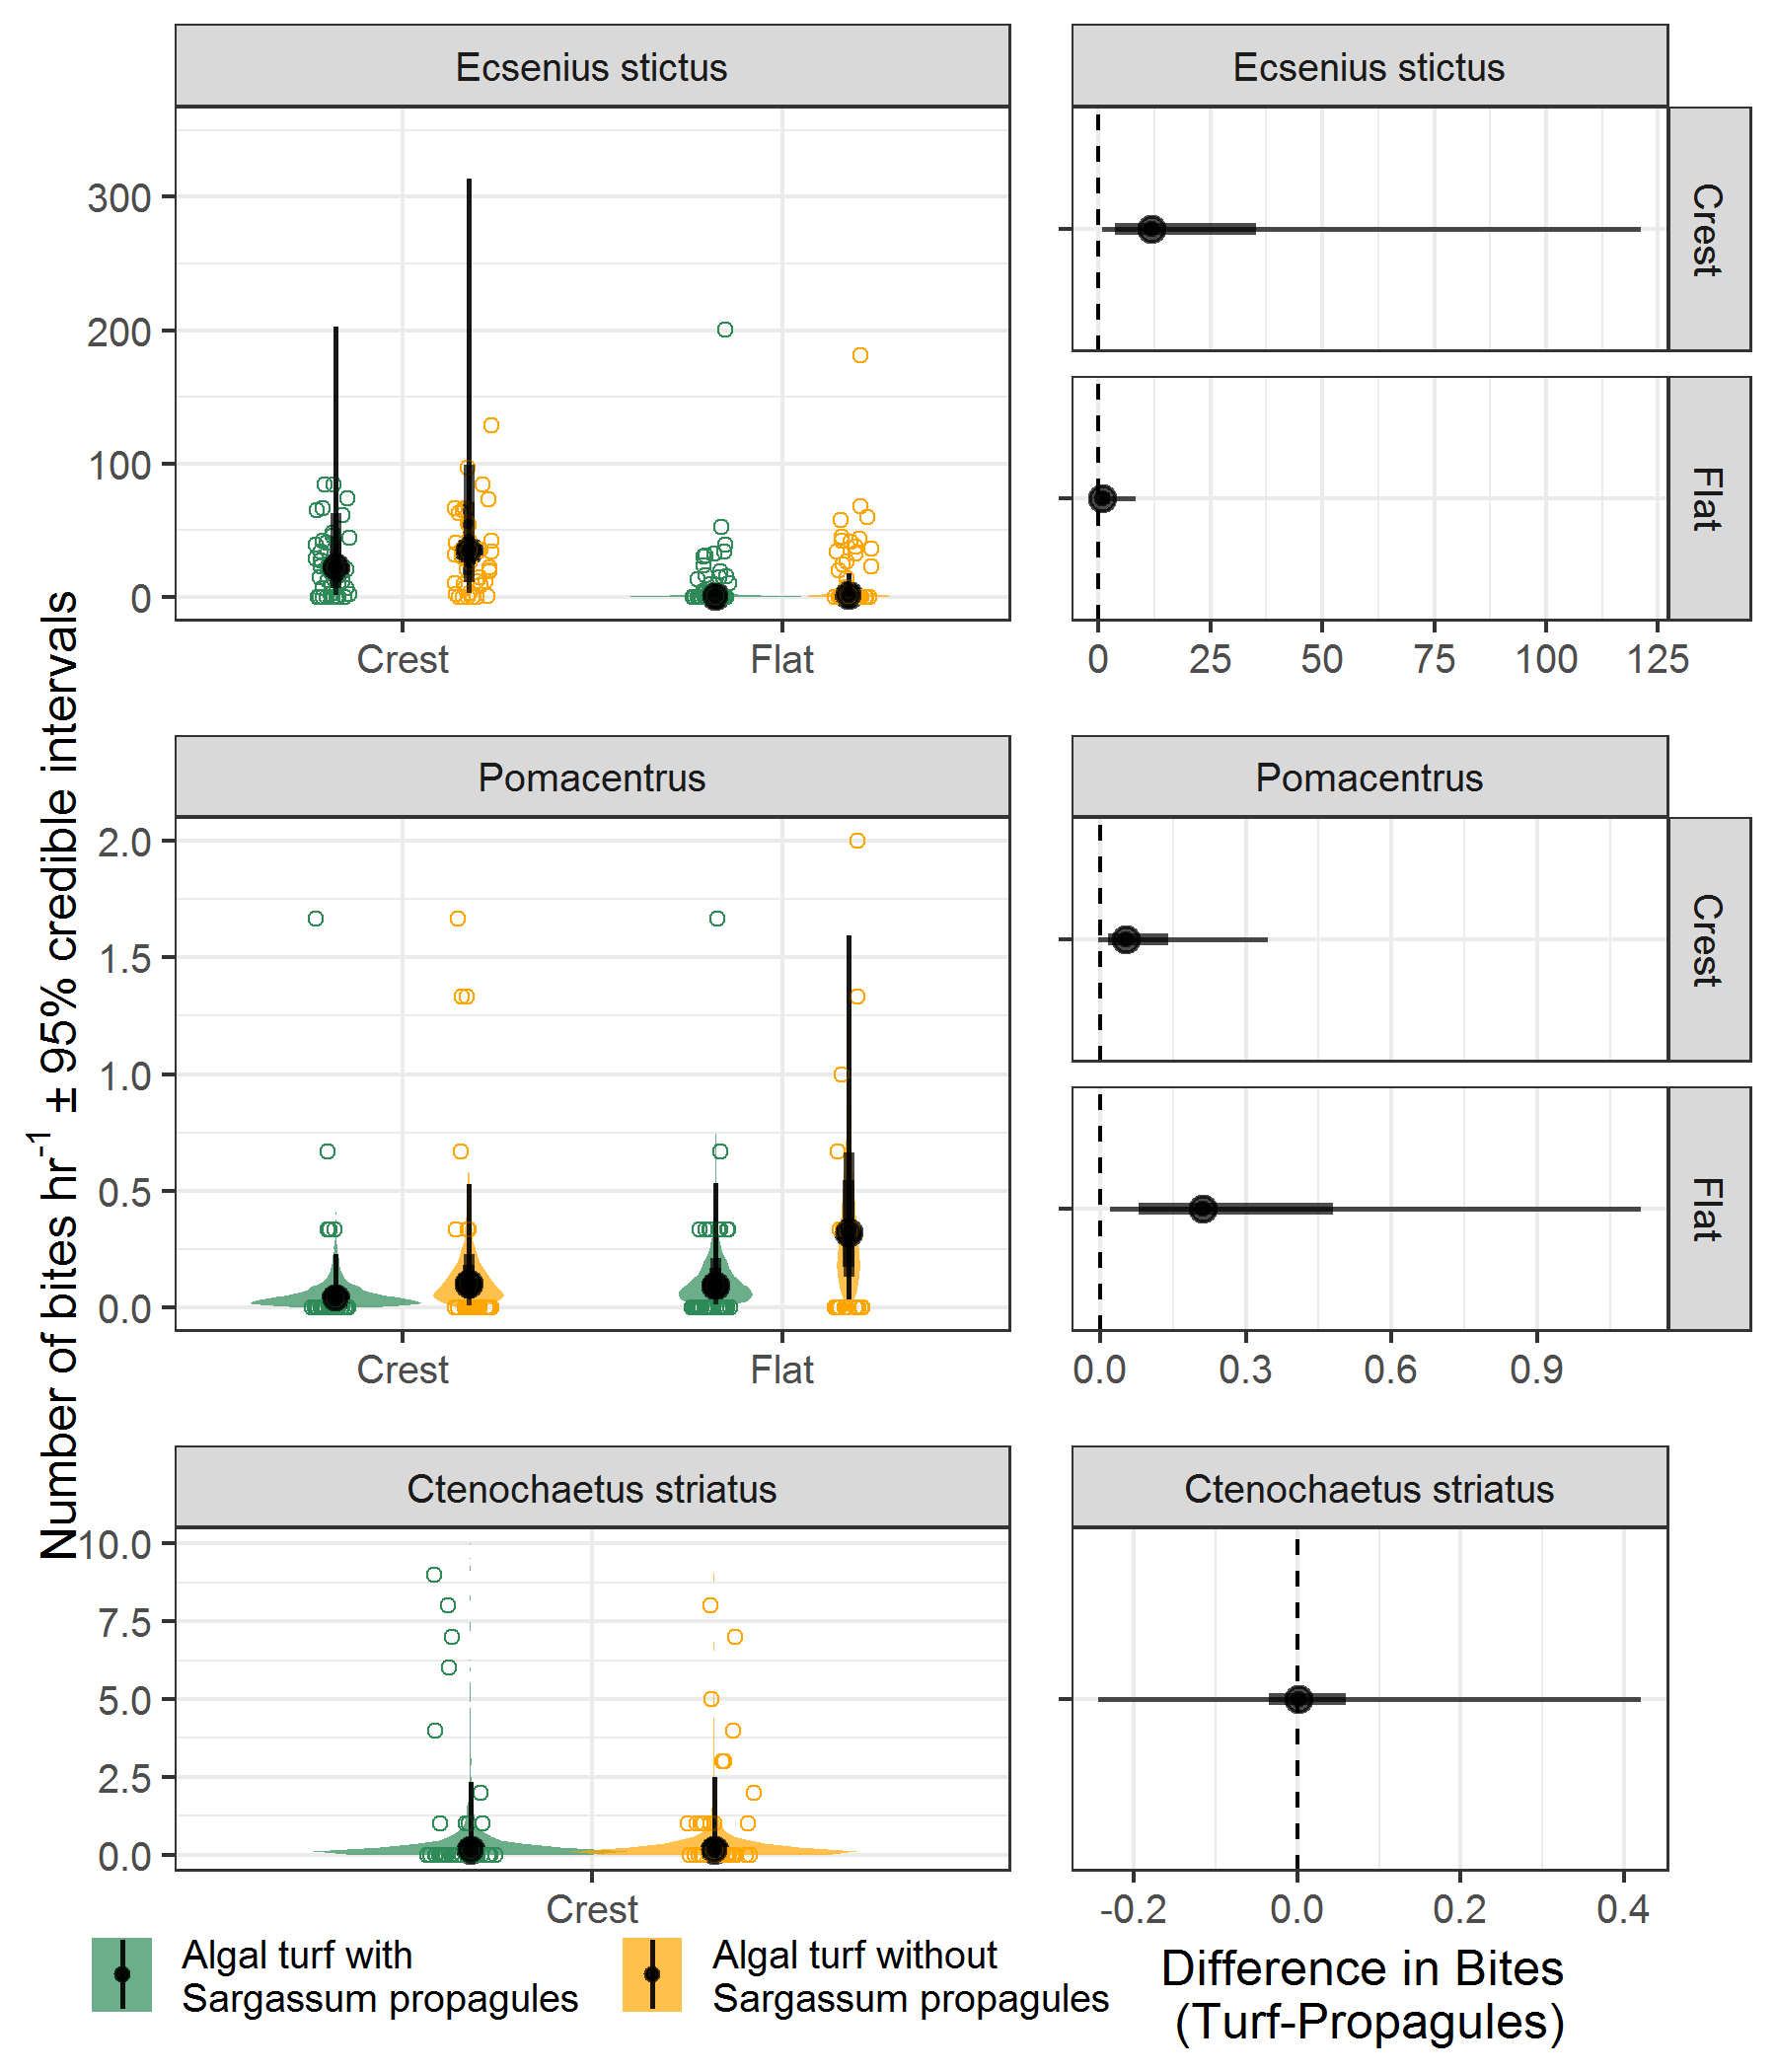 Number of bites hr-1 ± 95% credible intervals
Ecsenius stictus
300
200
100
0
Crest Flat
Ecsenius stictus
Crest
Flat
0 25 50 75 100 125
Pomacentrus
2.0
1.5
1.0
0.5
0.0
Crest Flat
Pomacentrus
Crest
Flat
0.0 0.3 0.6 0.9
Ctenochaetus striatus
10.0
7.5
5.0
2.5
0.0
Crest
Ctenochaetus striatus
-0.2 0.0 0.2 0.4
Difference in Bites
(Turf-Propagules)
Algal turf with
Sargassum propagules
Algal turf without
Sargassum propagules